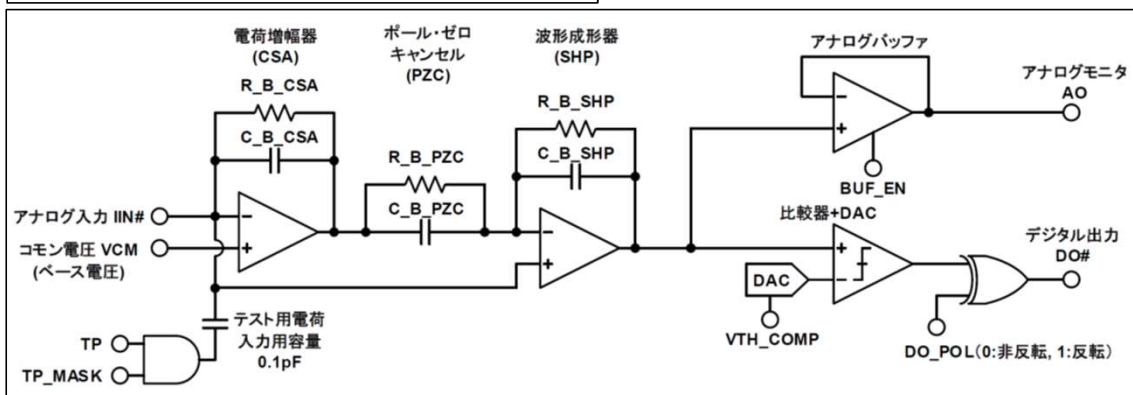 電荷増幅器
(CSA)
R_B_CSA
C_B_CSA
ポール・ゼロ
キャンセル
(PZC)
R_B_PZC
C_B_PZC
波形成形器
(SHP)
R_B_SHP
C_B_SHP
アナログバッファ
アナログモニタ
AO
BUF_EN
アナログ入力 IIN#
コモン電圧 VCM
(ベース電圧)
テスト用電荷
入力用容量
0.1pF
TP
TP_MASK
比較器+DAC
DAC
VTH_COMP
デジタル出力
DO#
DO_POL(0:非反転, 1:反転)